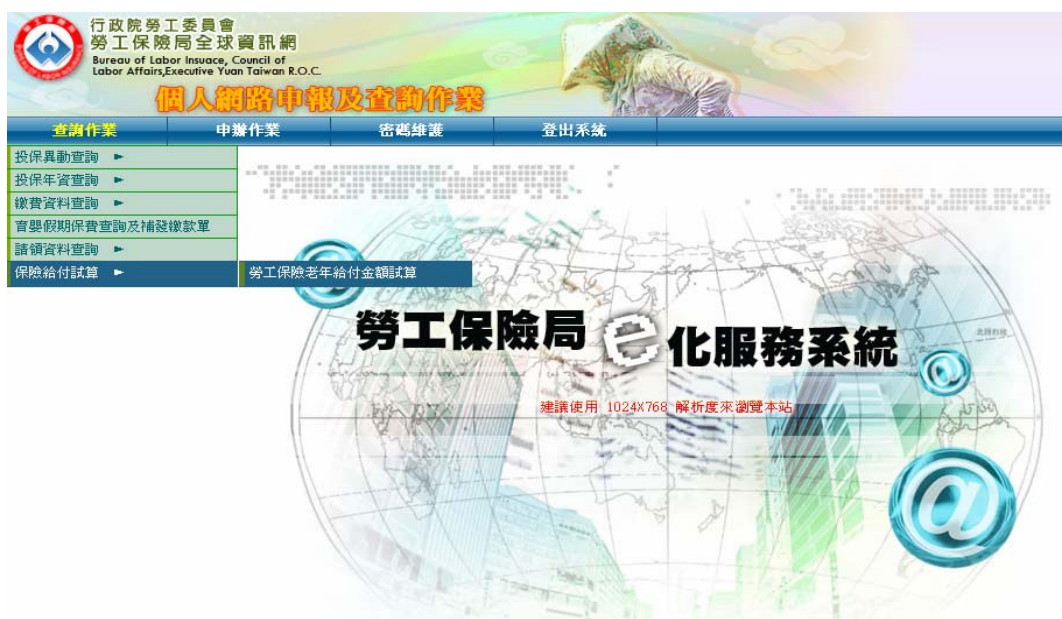 行政院勞工委員會
勞工保險局全球資訊網
Bureau of Labor Insuace, Council of
Labor Affairs,Executive Yuan Taiwan R.O.C.
個人網路申報及查詢作業
查詢作業 申辦作業 密碼維護 登出系統
投保異動查詢 ►
投保年資查詢 ►
繳費資料查詢 ►
育嬰假期保費查詢及補發繳款單
請領資料查詢 ►
保險給付試算 ► 勞工保險老年給付金額試算
勞工保險局 e 化服務系統
建議使用 1024X768 解析度來瀏覽本站